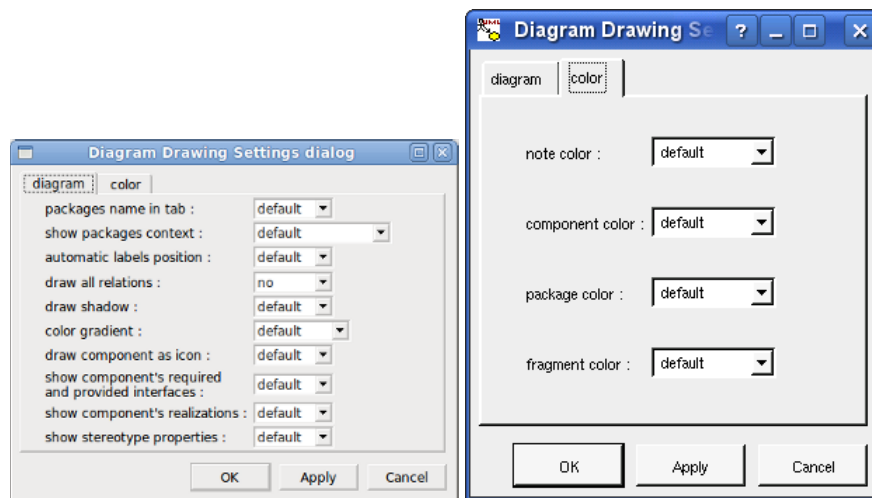 Diagram Drawing Settings dialog
diagram color
packages name in tab : default
show packages context : default
automatic labels position : default
draw all relations : no
draw shadow : default
color gradient : default
draw component as icon : default
show component's required
and provided interfaces : default
show component's realizations : default
show stereotype properties : default
OK Apply Cancel
UML
Diagram Drawing Se ?
diagram color
note color : default
component color : default
package color : default
fragment color : default
OK Apply Cancel